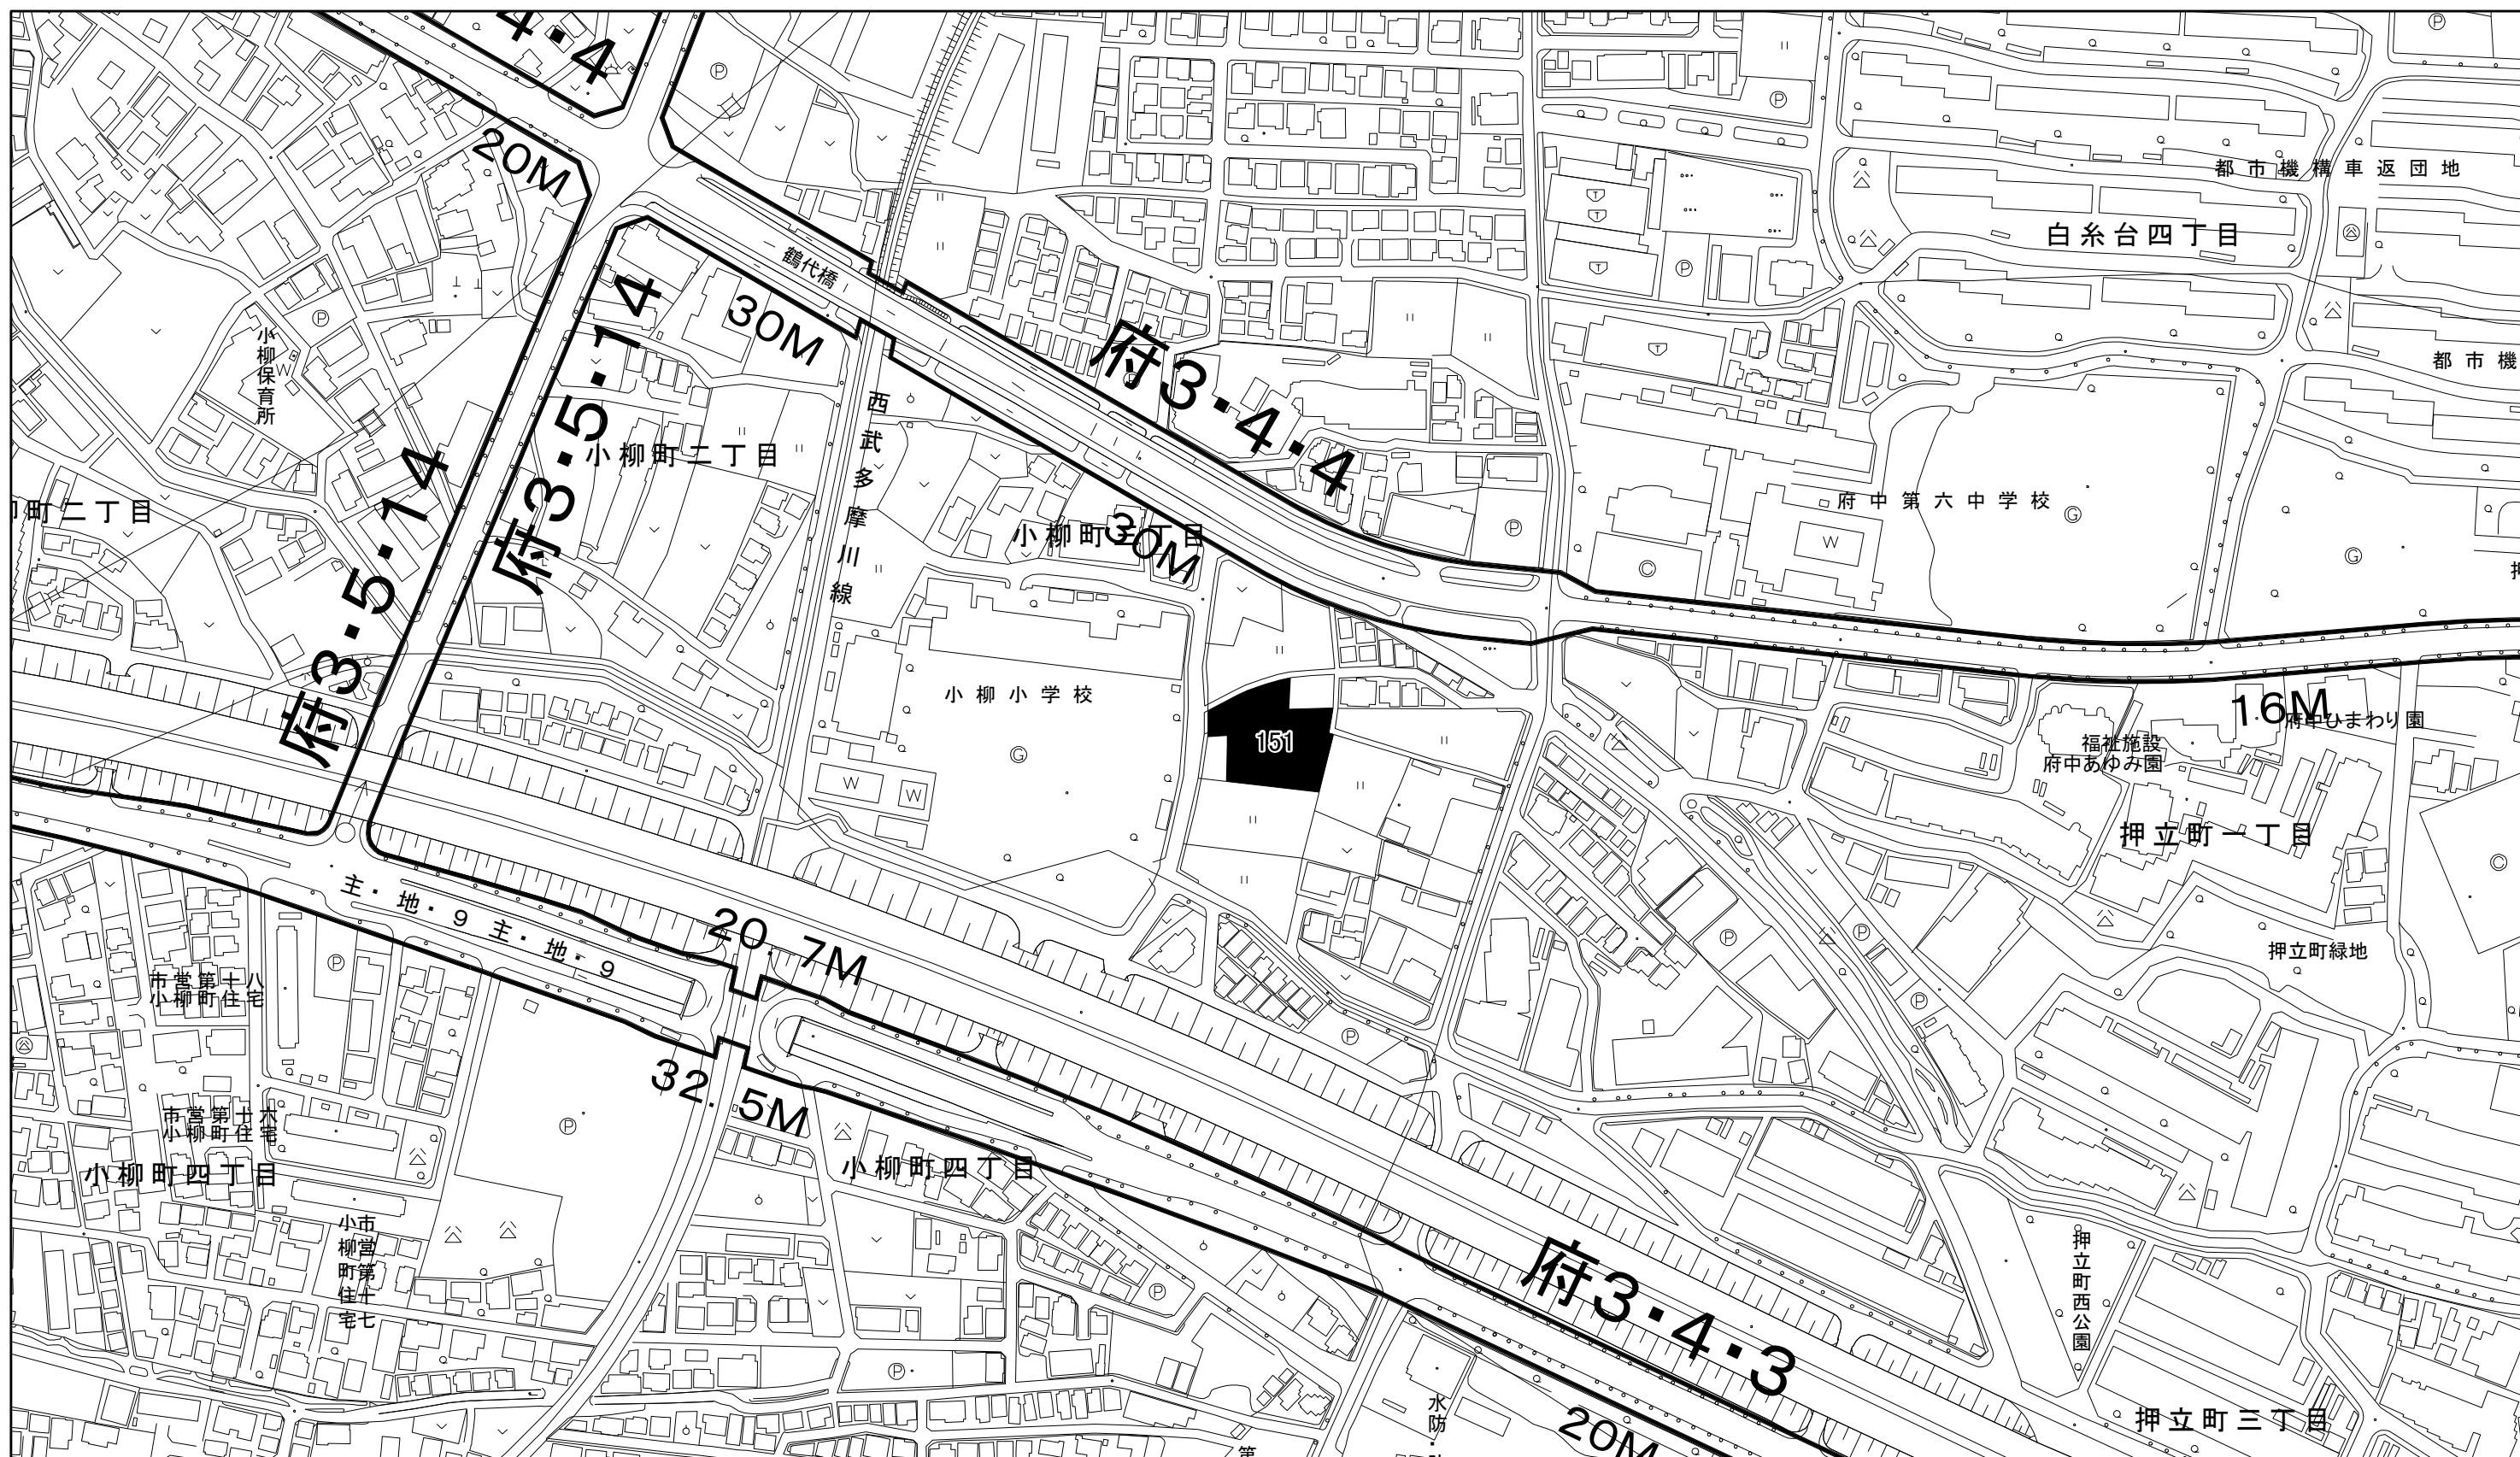 4・4
20M
都市機構車返団地
白糸台四丁目
鶴代橋
30M
府3・5・14
府3・4・4
小柳保育所
都市機
西武多摩川線
小柳町二丁目
町二丁目
府3・5・14
府中第六中学校
小柳町三丁目
30M
小柳小学校
151
16M
府中ひまわり園
福祉施設
府中あゆみ園
押立町一丁目
主・地・9 主・地・9
20.7M
押立町緑地
市営第十八
小柳町住宅
32.5M
市営第十六
小柳町住宅
小柳町四丁目
小柳町四丁目
市営第十七
小柳町住宅
府3・4・3
押立町西公園
水防
20M
押立町三丁目
第